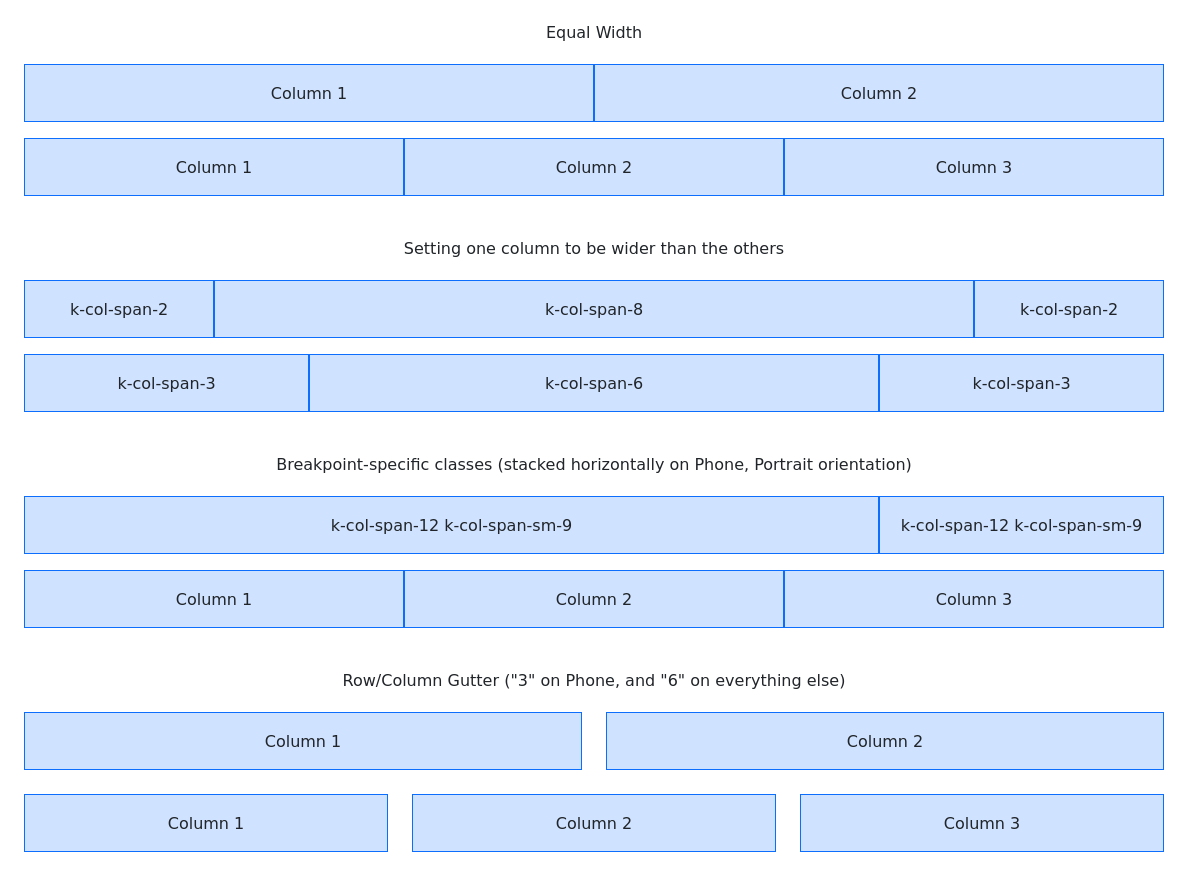 Equal Width
Column 1 Column 2
Column 1 Column 2 Column 3
Setting one column to be wider than the others
k-col-span-2 k-col-span-8 k-col-span-2
k-col-span-3 k-col-span-6 k-col-span-3
Breakpoint-specific classes (stacked horizontally on Phone, Portrait orientation)
k-col-span-12 k-col-span-sm-9 k-col-span-12 k-col-span-sm-9
Column 1 Column 2 Column 3
Row/Column Gutter ("3" on Phone, and "6" on everything else)
Column 1 Column 2
Column 1 Column 2 Column 3